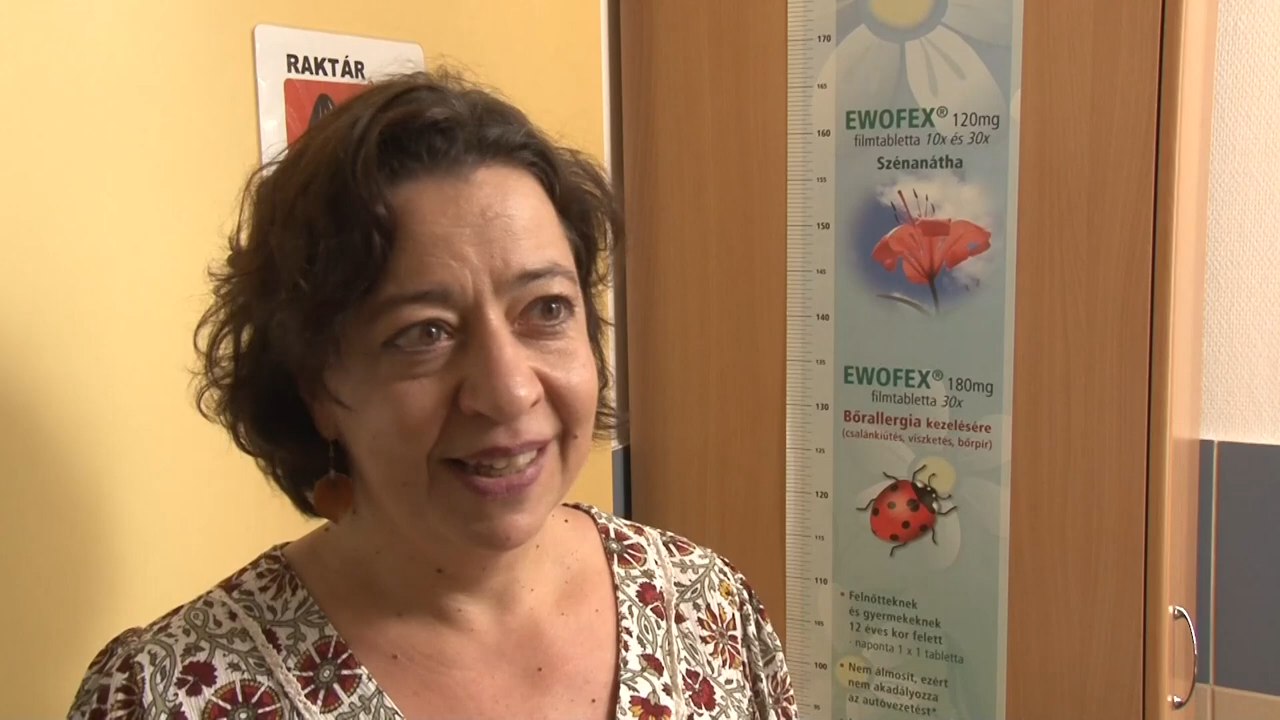 RAKTÁR
170
165
EWOFEX® 120mg
160
filmtabletta 10x és 30x
Szénanátha
155
150
145
140
135
EWOFEX® 180mg
filmtabletta 30x
130
Bőrallergia kezelésére
(csalánkiütés, viszketés, bőrpír)
125
120
115
110
• Felnőtteknek
és gyermekeknek
12 éves kor felett
105
- naponta 1 x 1 tabletta
100
• Nem álmosít, ezért
nem akadályozza
az autóvezetést*
95